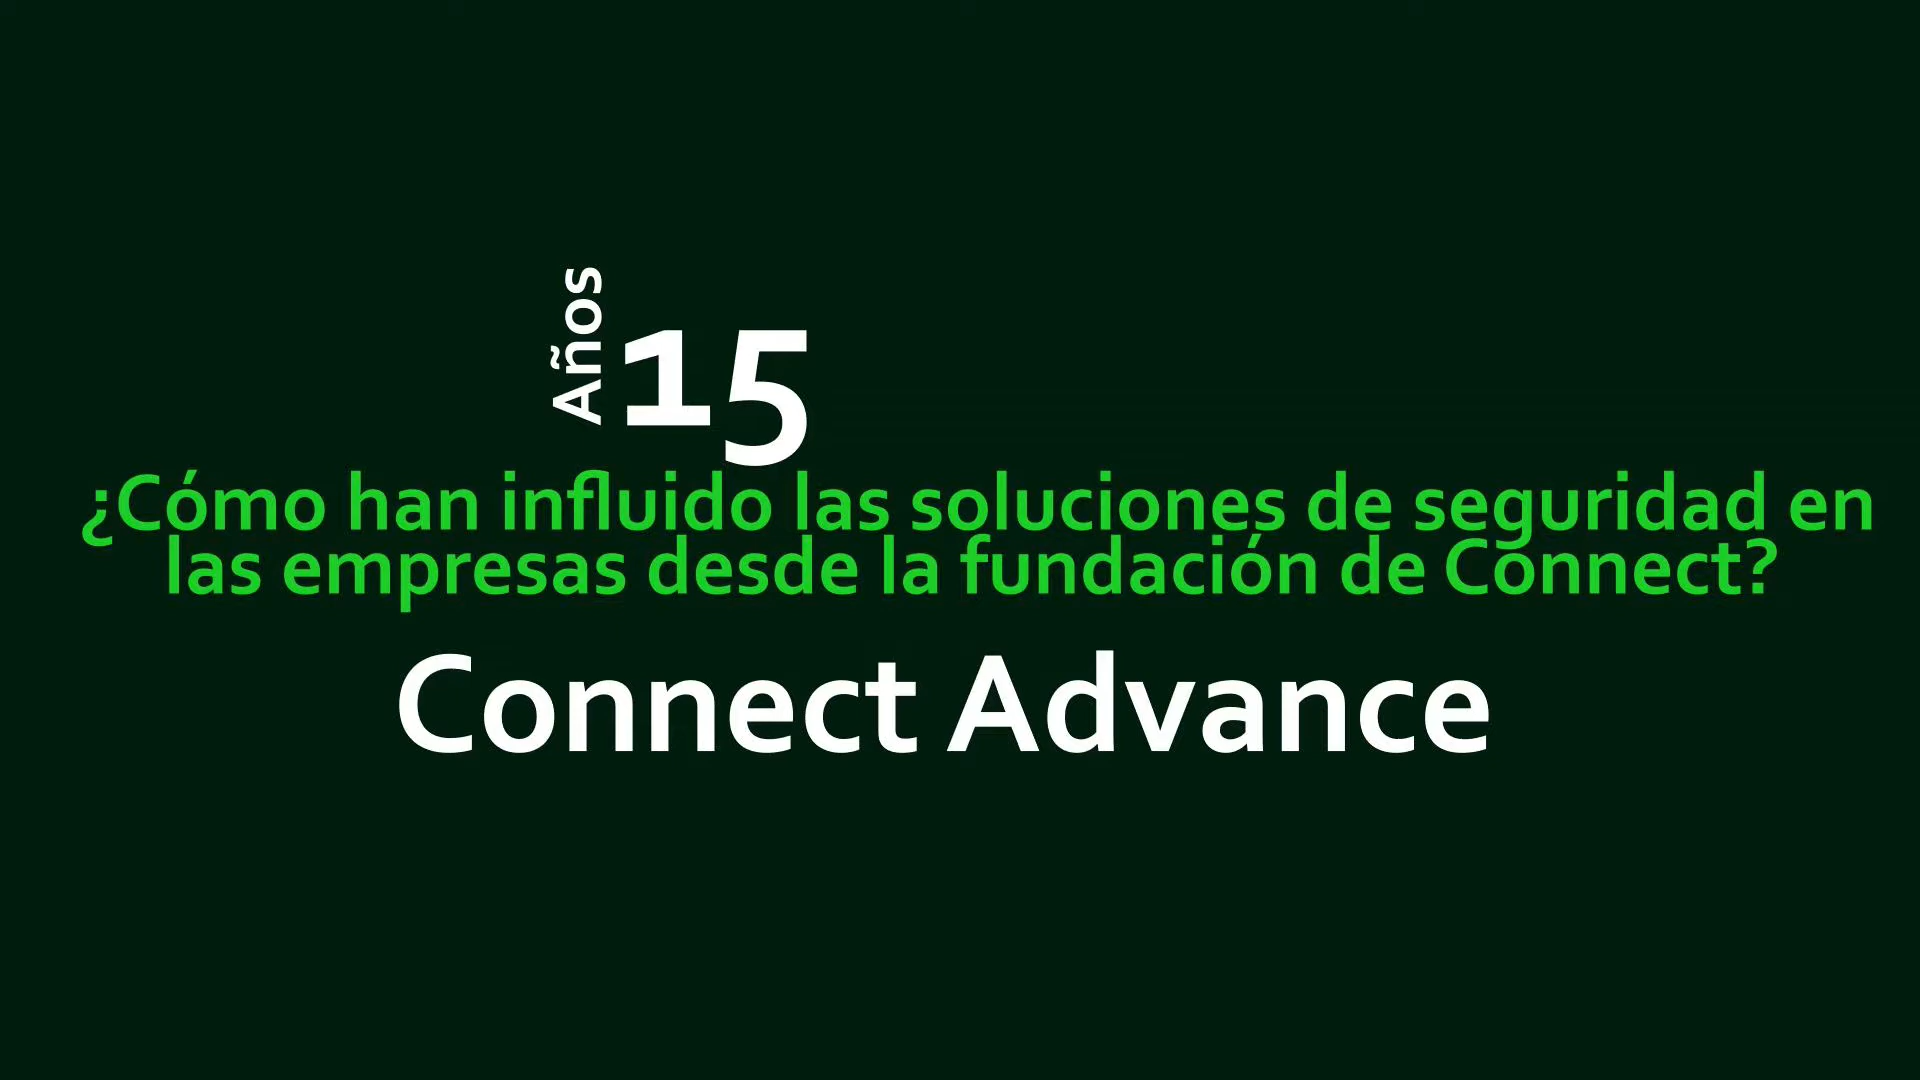 Años
15
¿Cómo han influido las soluciones de seguridad en
las empresas desde la fundación de Connect?
Connect Advance